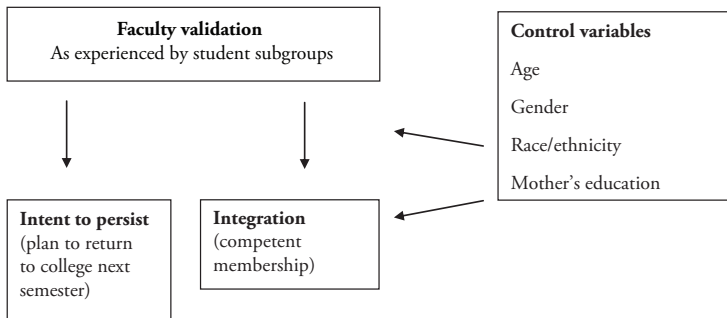 Faculty validation
As experienced by student subgroups
Control variables
Age
Gender
Race/ethnicity
Mother's education
Intent to persist
(plan to return
to college next
semester)
Integration
(competent
membership)